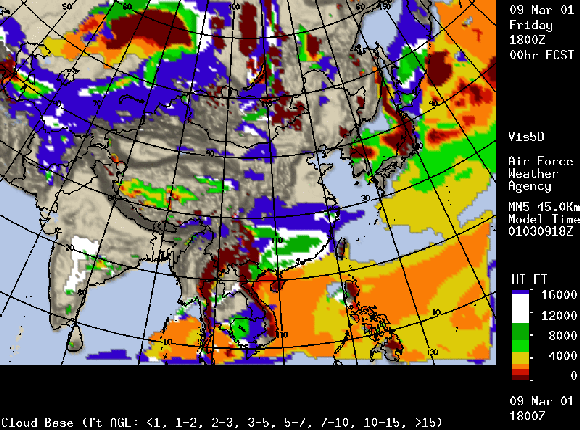 09 Mar 01
Friday
1800Z
00hr FCST
Vis5D
Air Force
Weather
Agency
MM5 45.0Km
Model Time
01030918Z
HT FT
16000
12000
8000
4000
0
09 Mar 01
1800Z
Cloud Base (ft AGL: <1, 1-2, 2-3, 3-5, 5-7, 7-10, 10-15, >15)